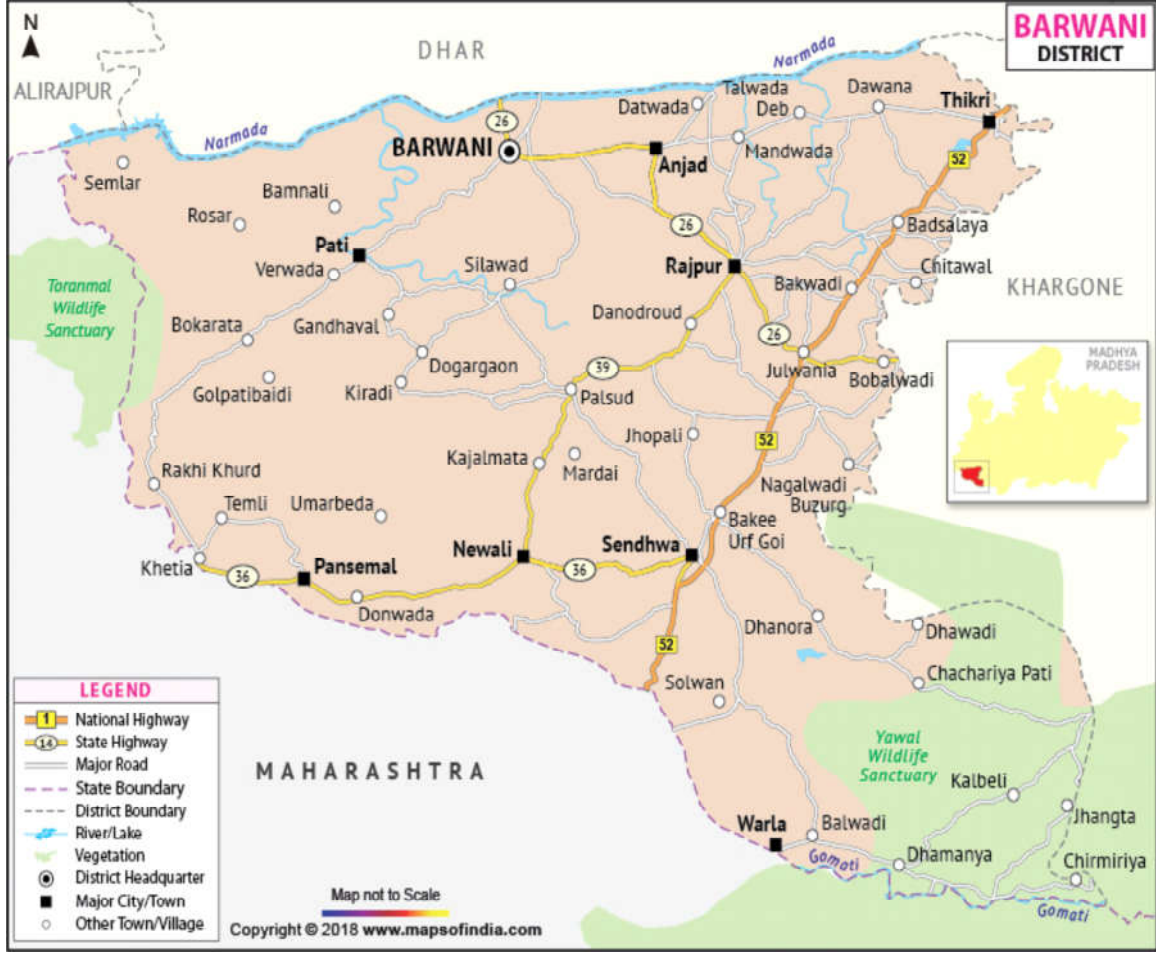 N
BARWANI
DISTRICT
DHAR
Narmada
ALIRAJPUR
Narmada
26
BARWANI
Semlar
Datwada
Talwada
Deb
Dawana
Thikri
Anjad
Mandwada
52
Bamnali
Rosar
26
Badsalaya
Pati
Verwada
Silawad
Rajpur
Bakwadi
Chitawal
KHARGONE
Toranmal
Wildlife
Sanctuary
Bokarata
Gandhaval
Danodroud
26
Dogargaon
Julwania
Bobalwadi
MADHYA
PRADESH
39
Golpatibaidi
Kiradi
Palsud
Jhopali
52
Kajalmata
Mardai
Nagalwadi
Buzurg
Rakhi Khurd
Temli
Umarbeda
Bakee
Urf Goi
Khetia
36
Pansemal
Newali
36
Sendhwa
Donwada
Dhanora
Dhawadi
52
Chachariya Pati
Solwan
Yawal
Wildlife
Sanctuary
MAHARASHTRA
Kalbeli
Jhangta
Warla
Balwadi
Gomati
Dhamanya
Chirmiriya
Gomati
LEGEND
1 National Highway
14 State Highway
Major Road
State Boundary
District Boundary
River/Lake
Vegetation
District Headquarter
Major City/Town
Other Town/Village
Map not to Scale
Copyright © 2018 www.mapsofindia.com